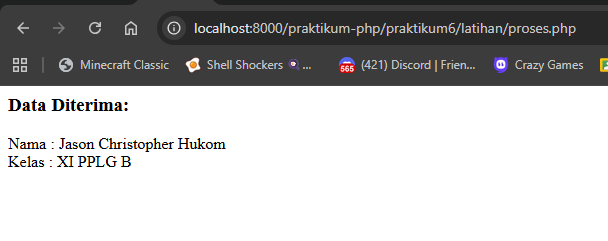 localhost:8000/praktikum-php/praktikum6/latihan/proses.php
Minecraft Classic
Shell Shockers
...
565
(421) Discord | Frien...
Crazy Games
Data Diterima:
Nama : Jason Christopher Hukom
Kelas : XI PPLG B